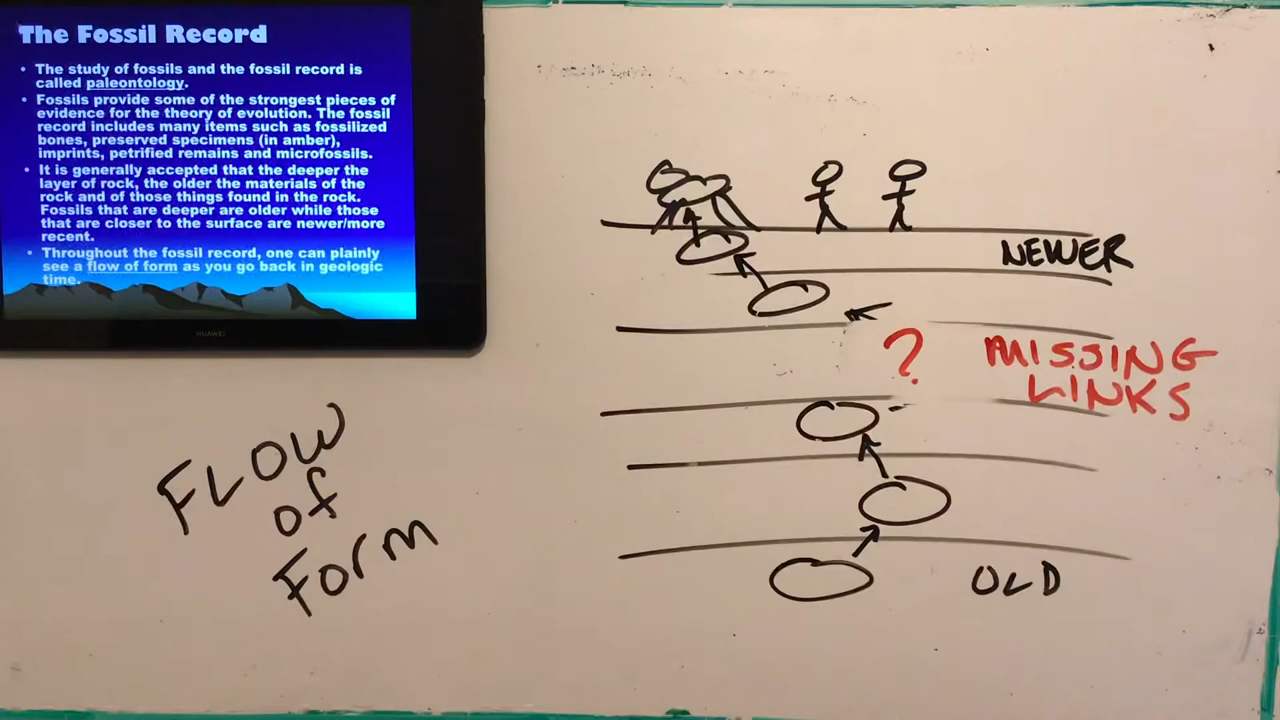 The Fossil Record
• The study of fossils and the fossil record is
called paleontology.
• Fossils provide some of the strongest pieces of
evidence for the theory of evolution. The fossil
record includes many items such as fossilized
bones, preserved specimens (in amber),
imprints, petrified remains and microfossils.
• It is generally accepted that the deeper the
layer of rock, the older the materials of the
rock and of those things found in the rock.
Fossils that are deeper are older while those
that are closer to the surface are newer/more
recent.
• Throughout the fossil record, one can plainly
see a flow of form as you go back in geologic
time.
HUAWEI
NEWER
? MISSING
LINKS
FLOW
of
Form
OLD